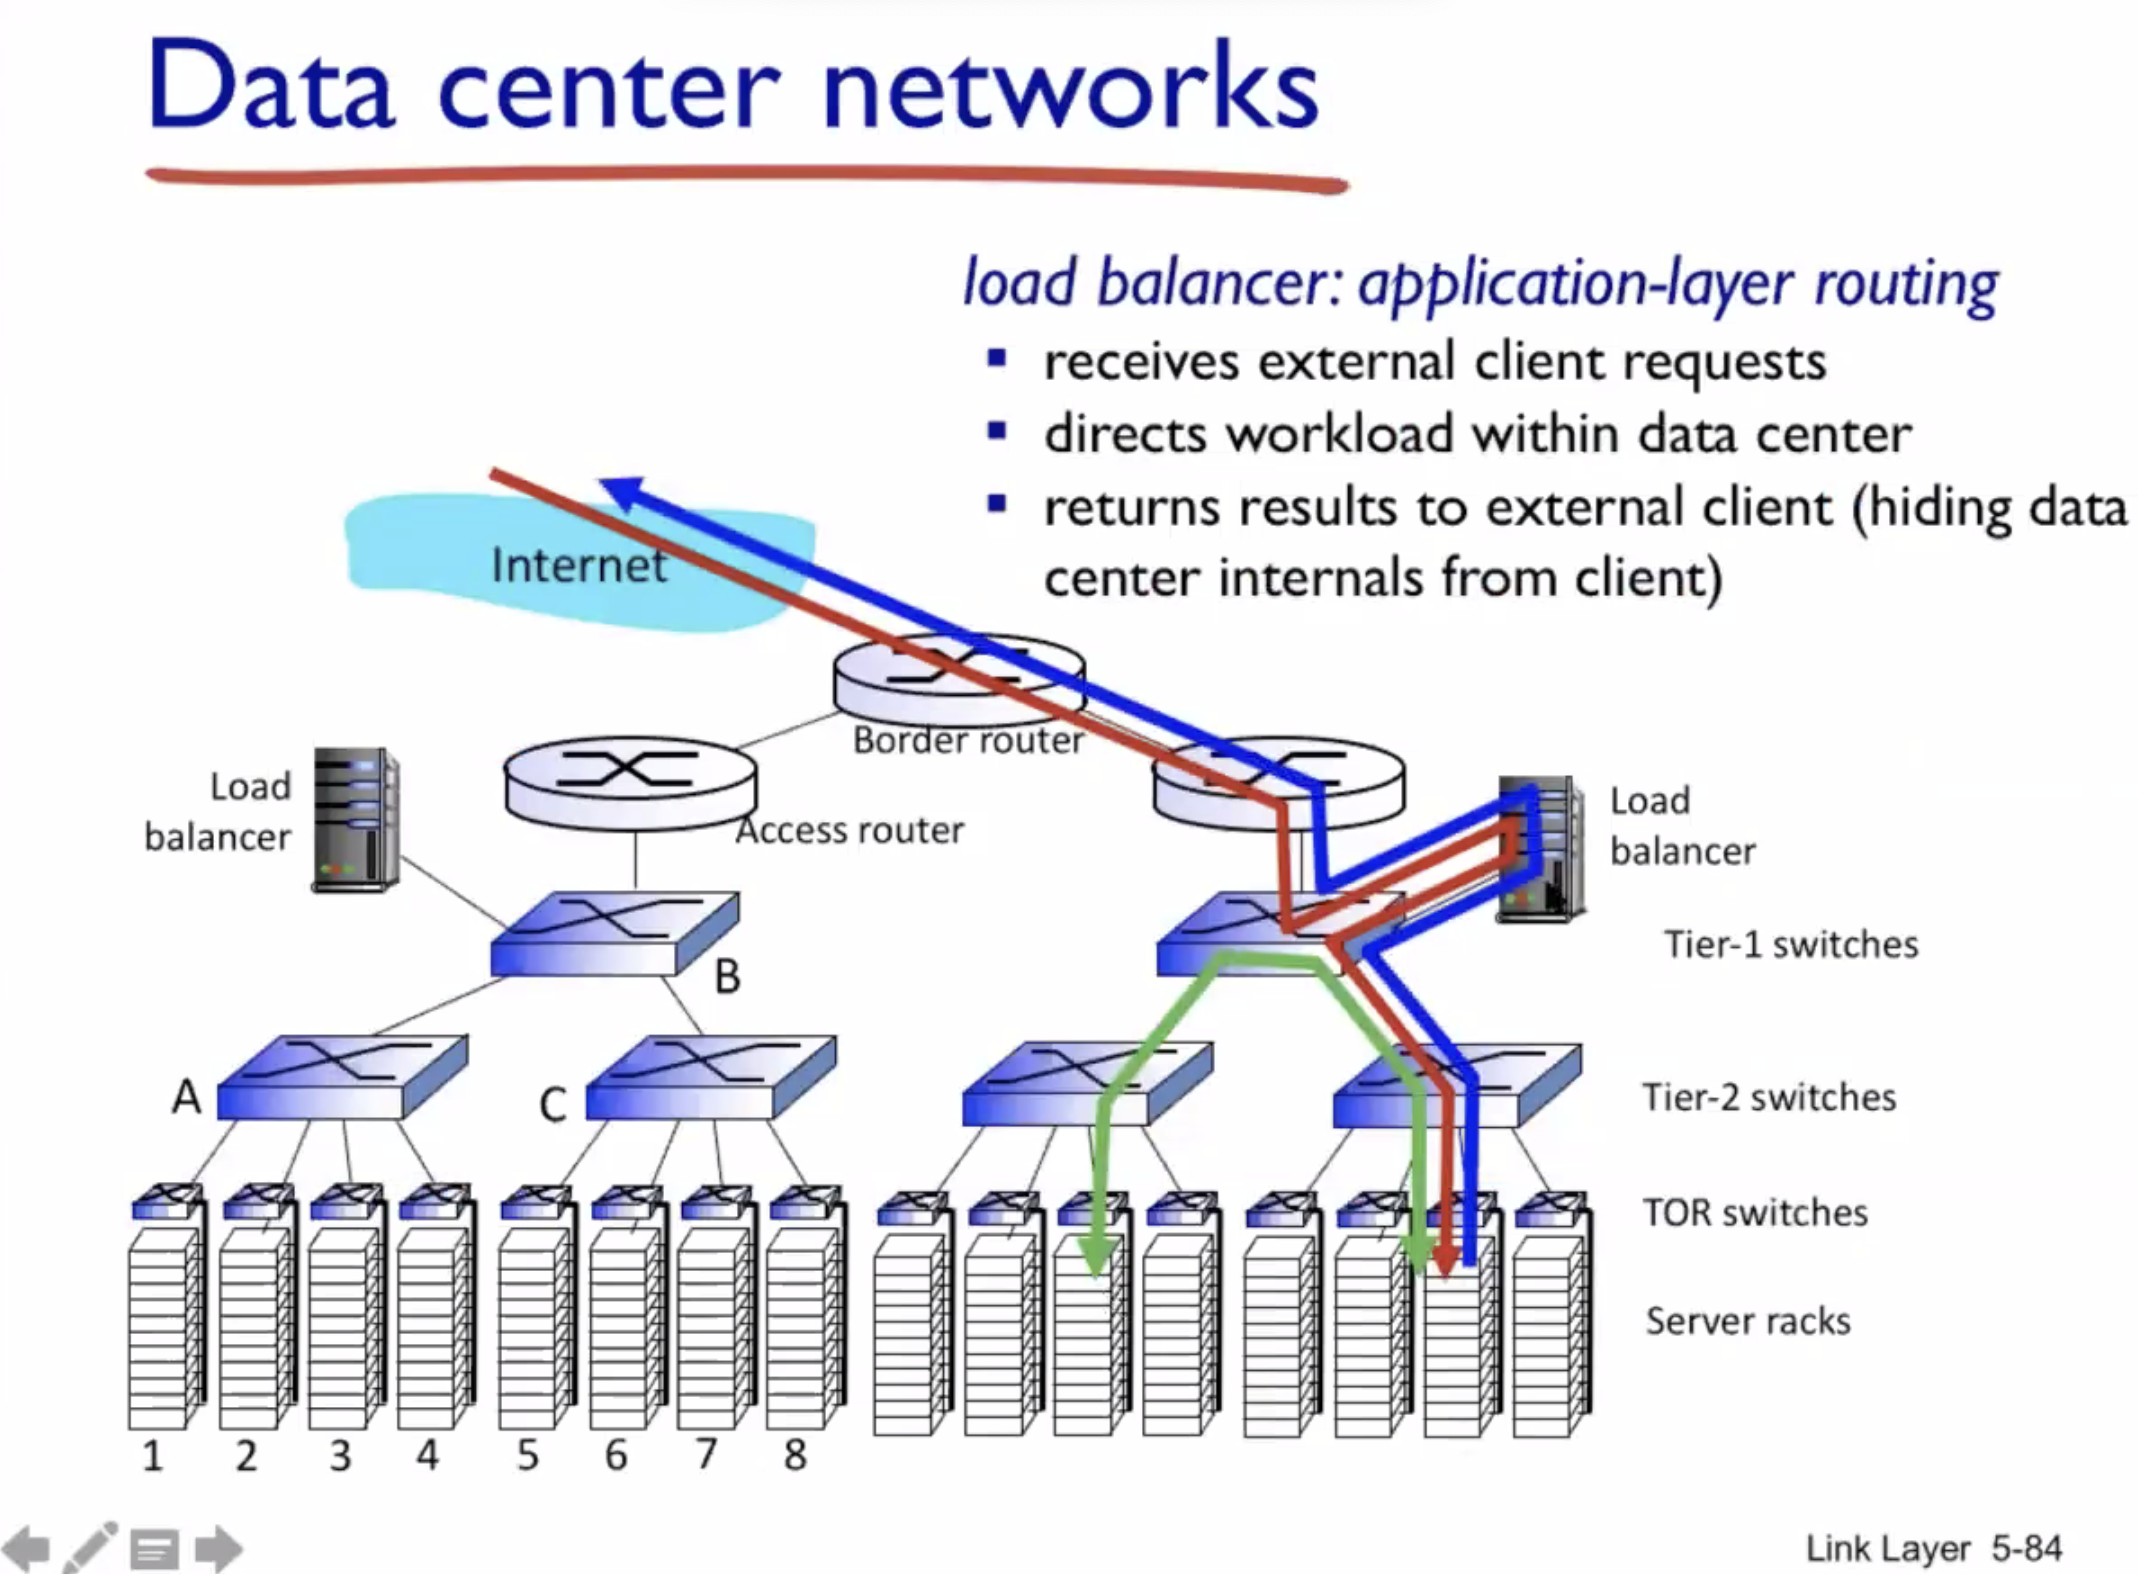 Data center networks
load balancer: application-layer routing
▪ receives external client requests
▪ directs workload within data center
▪ returns results to external client (hiding data
center internals from client)
Internet
Border router
Load
balancer
Access router
Load
balancer
Tier-1 switches
B
A
C
Tier-2 switches
TOR switches
Server racks
1 2 3 4 5 6 7 8
Link Layer 5-84